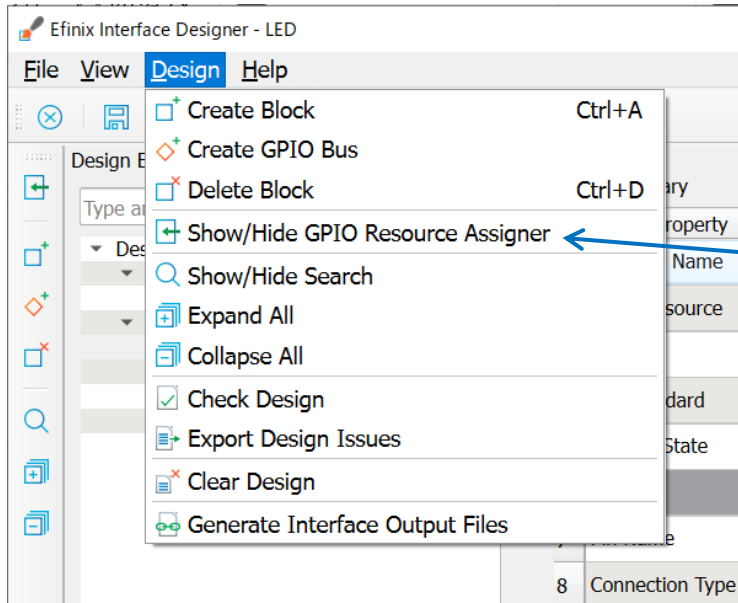 Efinix Interface Designer - LED
File View Design Help
Create Block Ctrl+A
Create GPIO Bus
Delete Block Ctrl+D
Show/Hide GPIO Resource Assigner
Show/Hide Search
Expand All
Collapse All
Check Design
Export Design Issues
Clear Design
Generate Interface Output Files
Design E
Type ar
Des
ary
roperty
Name
source
dard
State
8 Connection Type